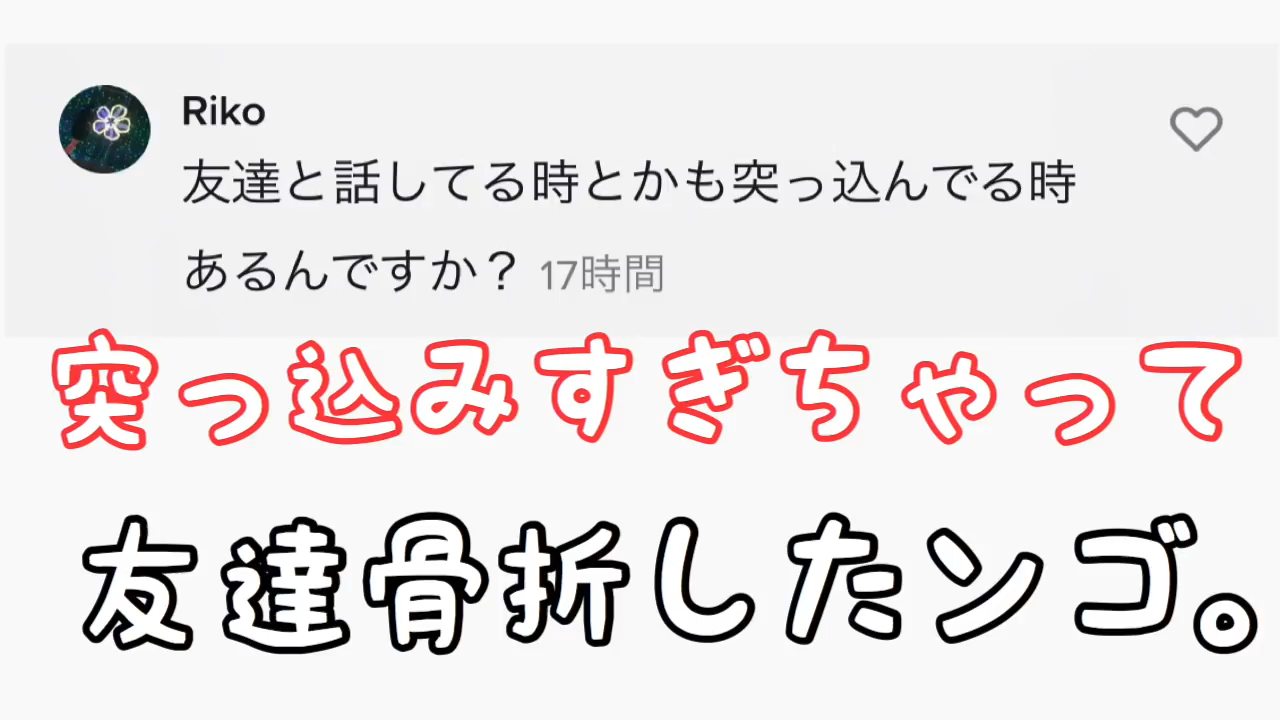 Riko
友達と話してる時とかも突っ込んでる時
あるんですか？ 17時間
突っ込みすぎちゃって
友達骨折したンゴ。